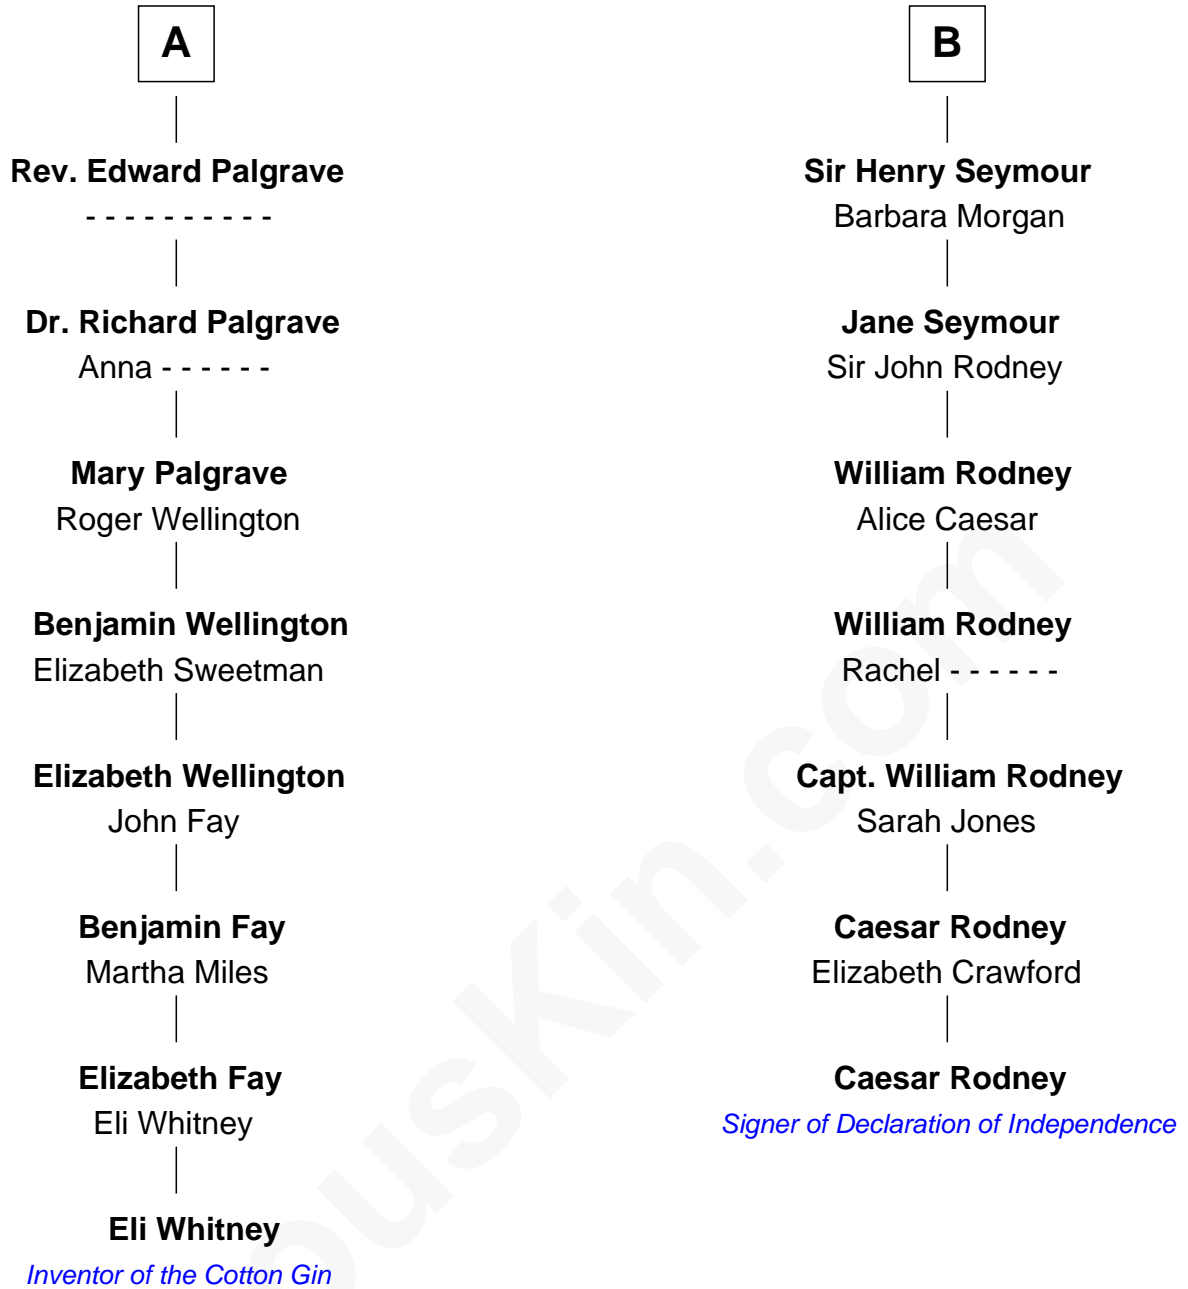 A
Rev. Edward Palgrave
- - - - - - - - - -
Dr. Richard Palgrave
Anna - - - - - -
Mary Palgrave
Roger Wellington
Benjamin Wellington
Elizabeth Sweetman
Elizabeth Wellington
John Fay
Benjamin Fay
Martha Miles
Elizabeth Fay
Eli Whitney
Eli Whitney
Inventor of the Cotton Gin
B
Sir Henry Seymour
Barbara Morgan
Jane Seymour
Sir John Rodney
William Rodney
Alice Caesar
William Rodney
Rachel - - - - - -
Capt. William Rodney
Sarah Jones
Caesar Rodney
Elizabeth Crawford
Caesar Rodney
Signer of Declaration of Independence
ousKin.com